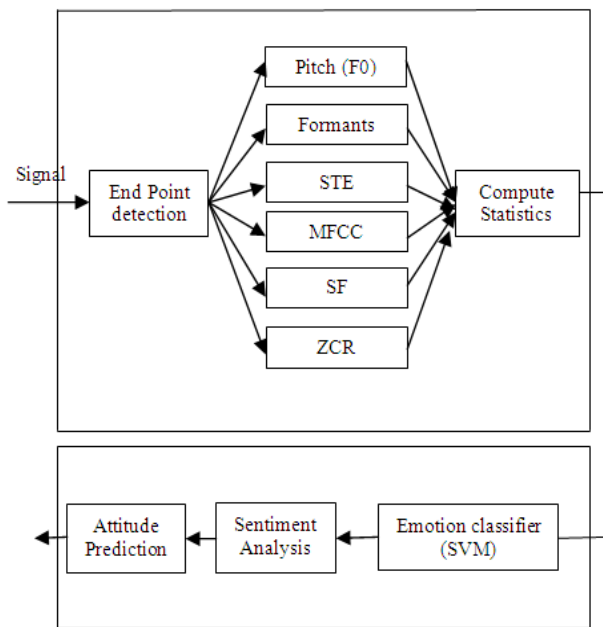 Signal
End Point
detection
Pitch (F0)
Formants
STE
MFCC
SF
ZCR
Compute
Statistics
Attitude
Prediction
Sentiment
Analysis
Emotion classifier
(SVM)